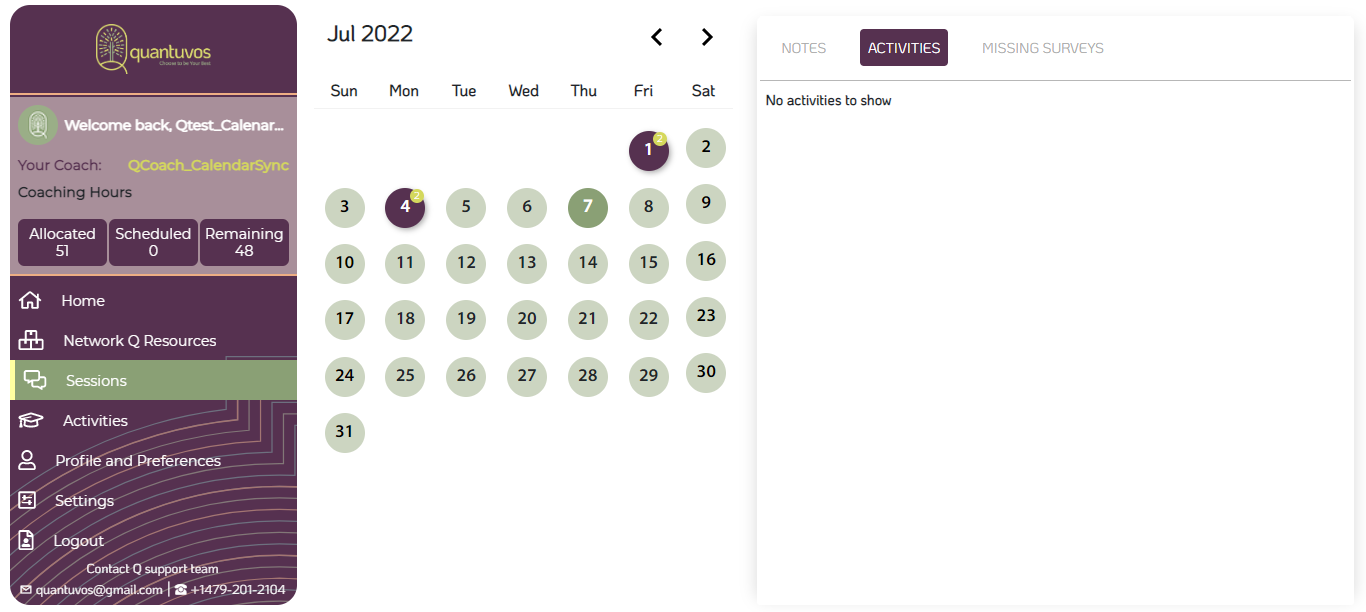 quantuvos
Choose to be Your Best
Welcome back, Qtest_Calenar...
Your Coach: QCoach_CalendarSync
Coaching Hours
Allocated Scheduled Remaining
51 0 48
Home
Network Q Resources
Sessions
Activities
Profile and Preferences
Settings
Logout
Contact Q support team
quantuvos@gmail.com | +1479-201-2104
Jul 2022
Sun Mon Tue Wed Thu Fri Sat
1 2 2
3 4 2 5 6 7 8 9
10 11 12 13 14 15 16
17 18 19 20 21 22 23
24 25 26 27 28 29 30
31
NOTES ACTIVITIES MISSING SURVEYS
No activities to show